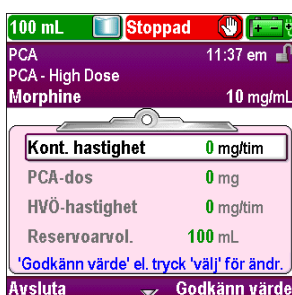 100 mL Stoppad
PCA 11:37 em
PCA - High Dose
Morphine 10 mg/mL
Kont. hastighet 0 mg/tim
PCA-dos 0 mg
HVÖ-hastighet 0 mg/tim
Reservoarvol. 100 mL
'Godkänn värde' el. tryck 'välj' för ändr.
Avsluta Godkänn värde